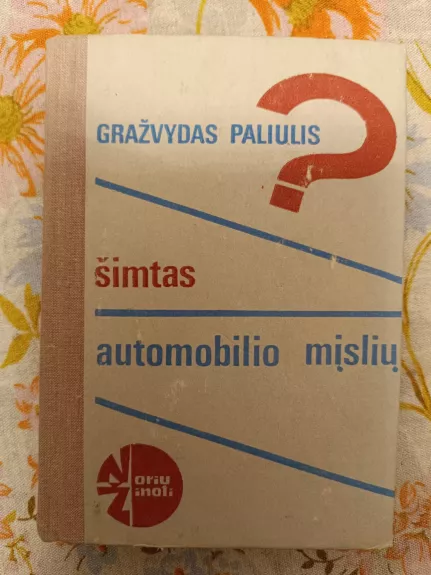 GRAŽVYDAS PALIULIS
?
šimtas
automobilio mįslių
Noriu
Žinoti